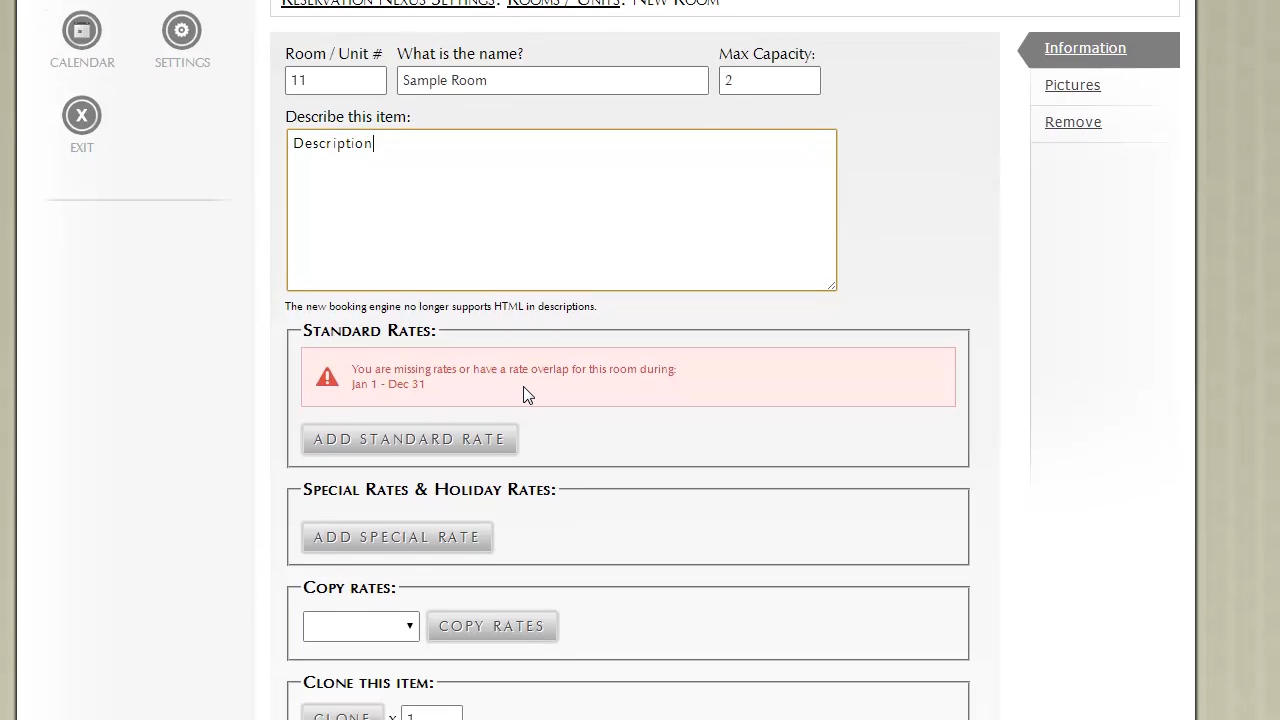 Reservation Nexus Settings: Rooms / Units: New Room
CALENDAR
SETTINGS
X
EXIT
Room / Unit #
What is the name?
Max Capacity:
11
Sample Room
2
Describe this item:
Description
The new booking engine no longer supports HTML in descriptions.
Standard Rates:
You are missing rates or have a rate overlap for this room during:
Jan 1 - Dec 31
ADD STANDARD RATE
Special Rates & Holiday Rates:
ADD SPECIAL RATE
Copy rates:
COPY RATES
Clone this item:
CLONE x 1
Information
Pictures
Remove